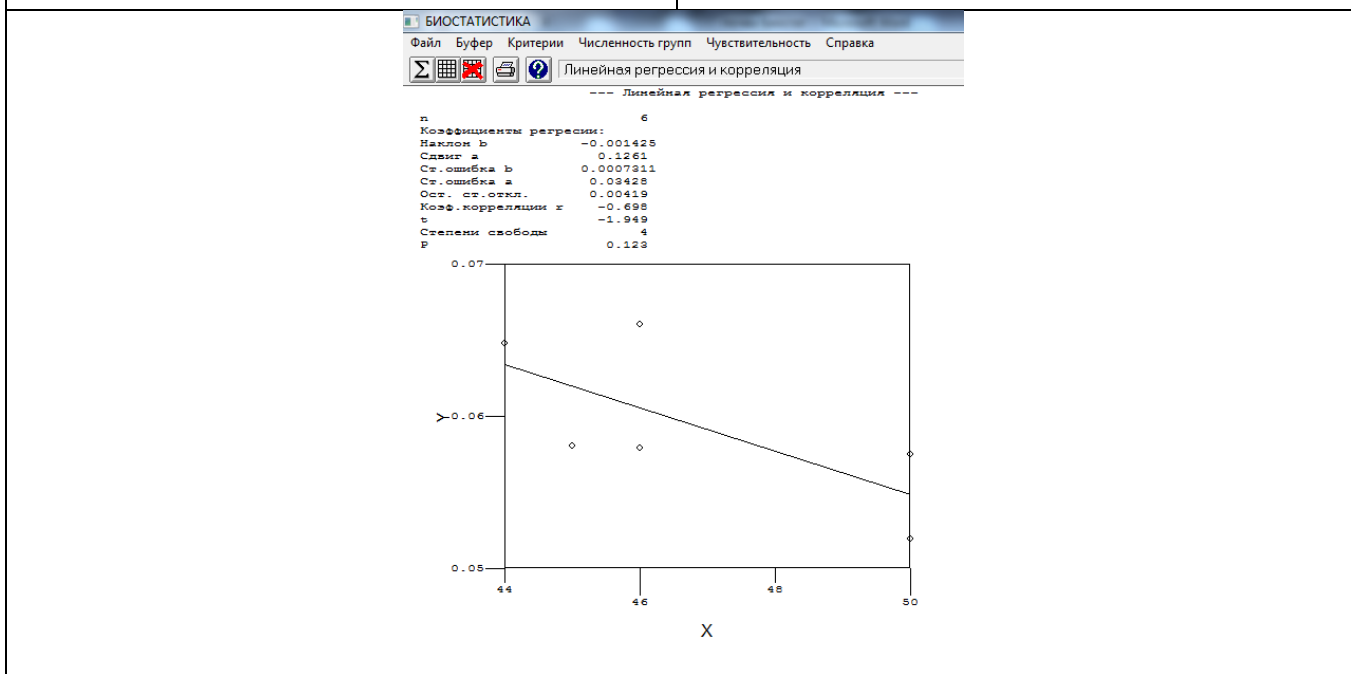 БИОСТАТИСТИКА
Файл Буфер Критерии Численность групп Чувствительность Справка
Линейная регрессия и корреляция
--- Линейная регрессия и корреляция ---
n 6
Коэффициенты регресии:
Наклон b -0.001425
Сдвиг a 0.1261
Ст.ошибка b 0.0007311
Ст.ошибка a 0.03428
Ост. ст.откл. 0.00419
Коэф.корреляции r -0.698
t -1.949
Степени свободы 4
P 0.123
0.07
Y
0.06
0.05
44
46
48
50
X